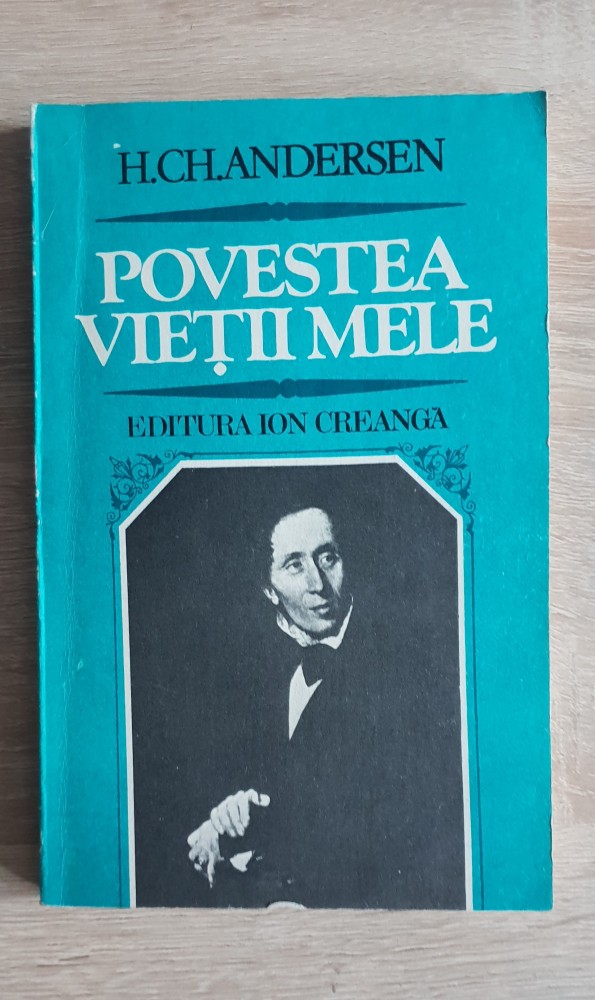 H.CH.ANDERSEN
POVESTEA
VIEȚII MELE
EDITURA ION CREANGĂ